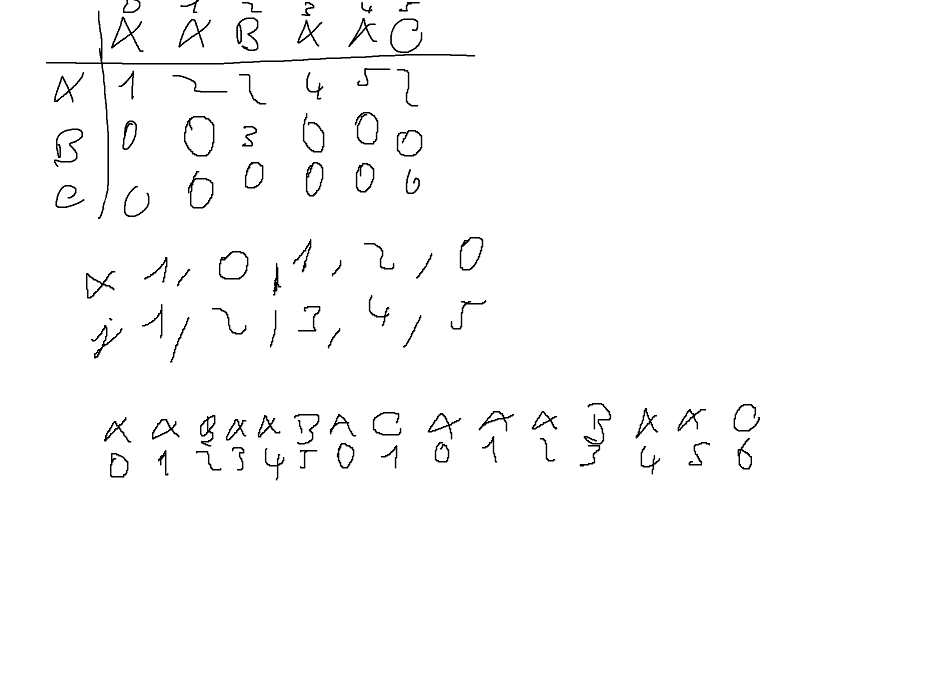 0 1 2 3 4 5
A A B A A C
A 1 2 2 4 5 2
B 0 0 3 0 0 0
C 0 0 0 0 0 6
X 1, 0, 1, 2, 0
j 1, 2, 3, 4, 5
A A B A A B A C A A A B A A C
0 1 2 3 4 5 0 1 0 1 2 3 4 5 6